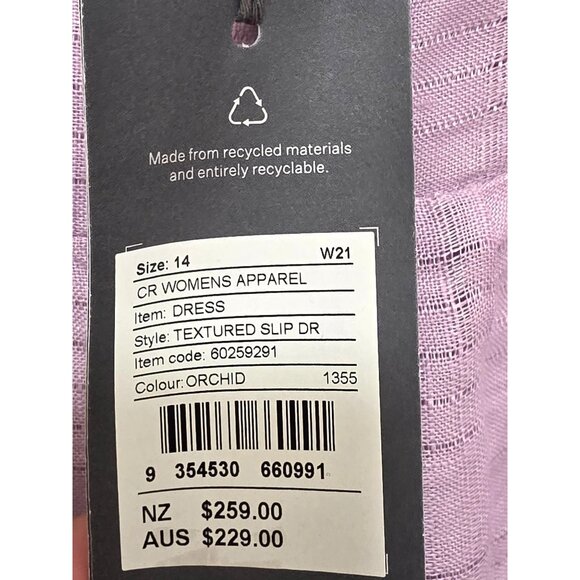 Made from recycled materials
and entirely recyclable.
Size: 14 W21
CR WOMENS APPAREL
Item: DRESS
Style: TEXTURED SLIP DR
Item code: 60259291
Colour: ORCHID 1355
9 354530 660991
NZ $259.00
AUS $229.00